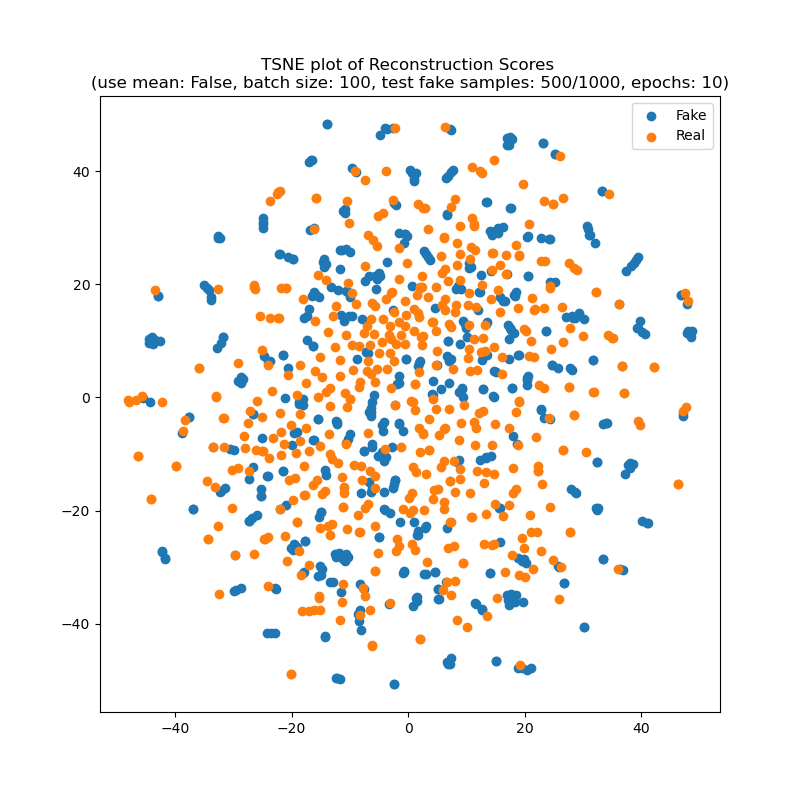 TSNE plot of Reconstruction Scores
(use mean: False, batch size: 100, test fake samples: 500/1000, epochs: 10)
Fake
Real
40
20
0
−20
−40
−40
−20
0
20
40